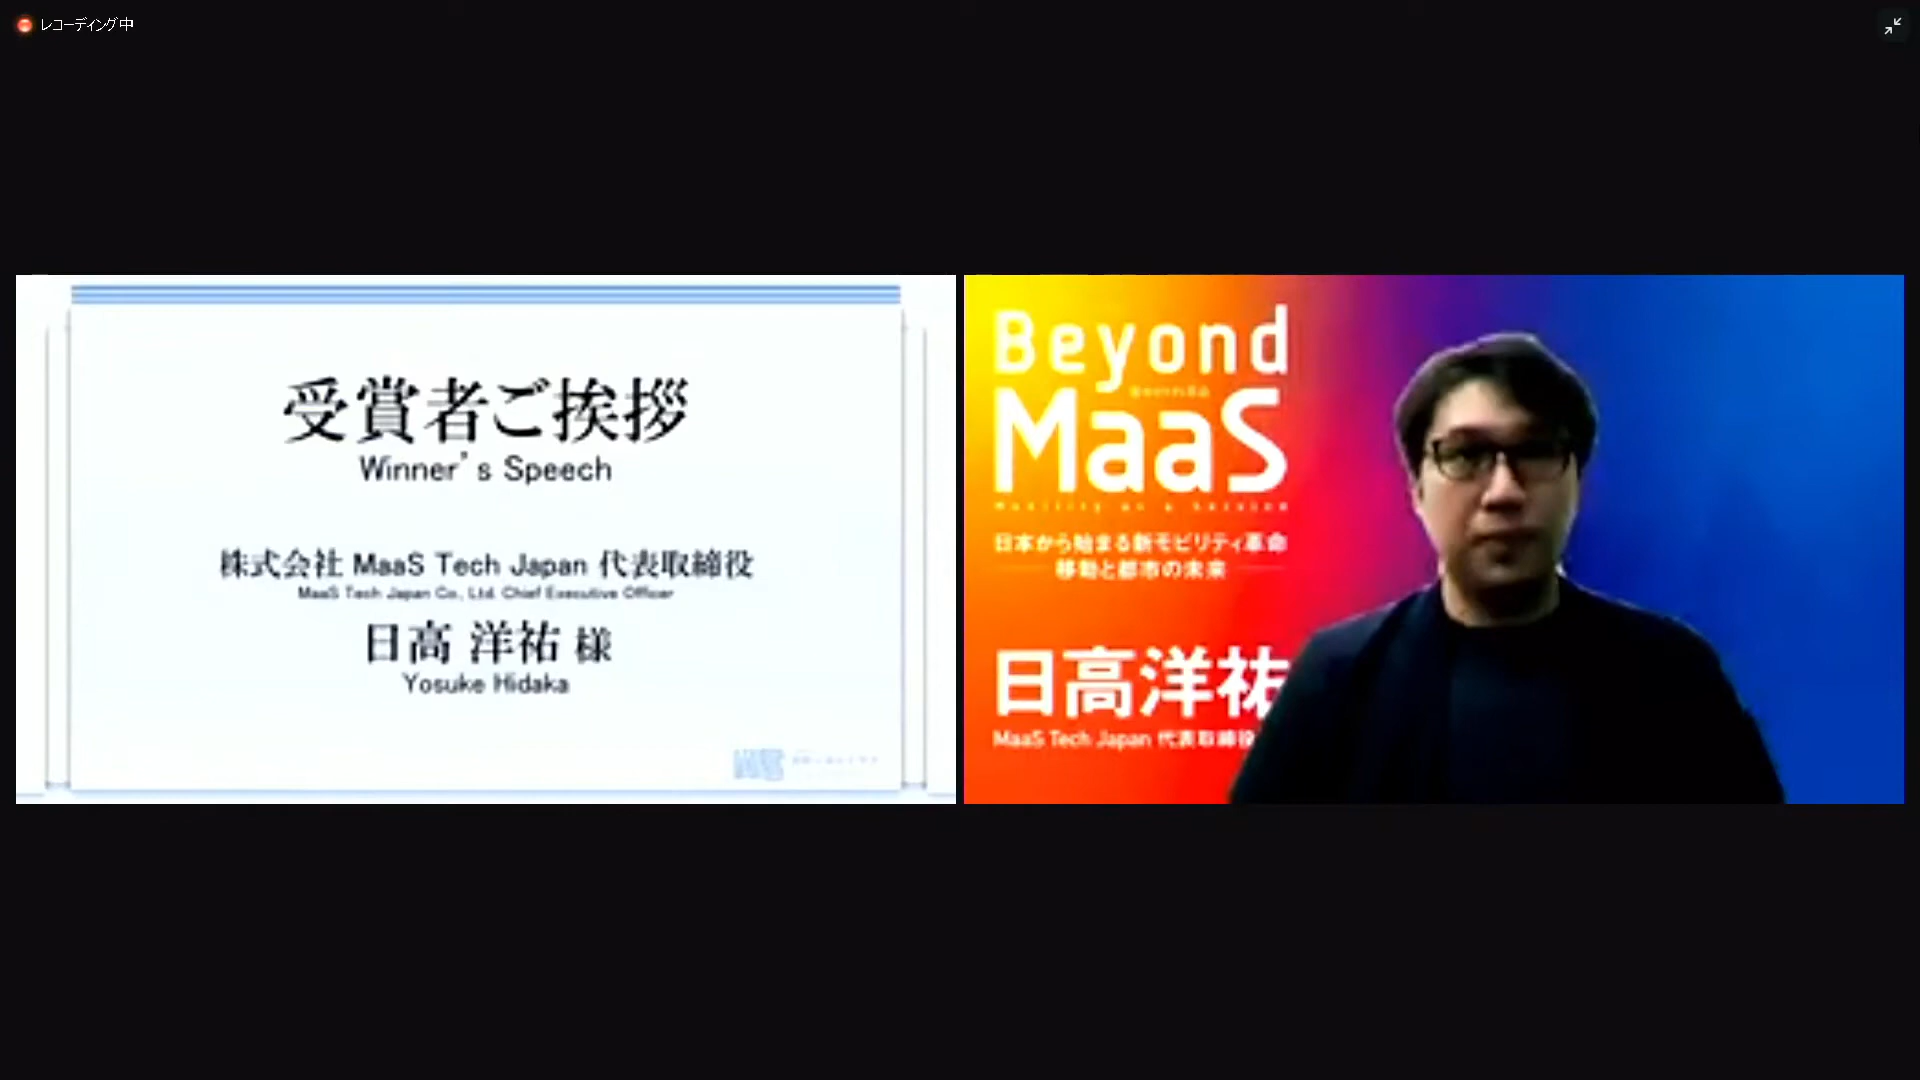 レコーディング中
受賞者ご挨拶
Winner's Speech
株式会社 MaaS Tech Japan 代表取締役
MaaS Tech Japan Co., Ltd. Chief Executive Officer
日高 洋祐 様
Yosuke Hidaka
Beyond
MaaS
Mobility as a Service
日本から始まる新モビリティ革命
移動と都市の未来
日高洋祐
MaaS Tech Japan 代表取締役